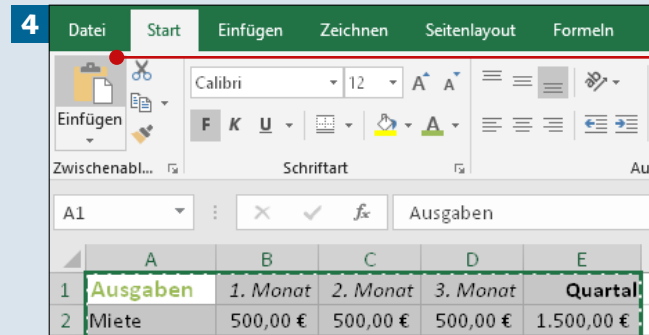 4
Datei Start Einfügen Zeichnen Seitenlayout Formeln
Calibri 12 A A
Einfügen F K U A
Zwischenabl... Schriftart Au
A1 fx Ausgaben
A B C D E
1 Ausgaben 1. Monat 2. Monat 3. Monat Quartal
2 Miete 500,00 € 500,00 € 500,00 € 1.500,00 €